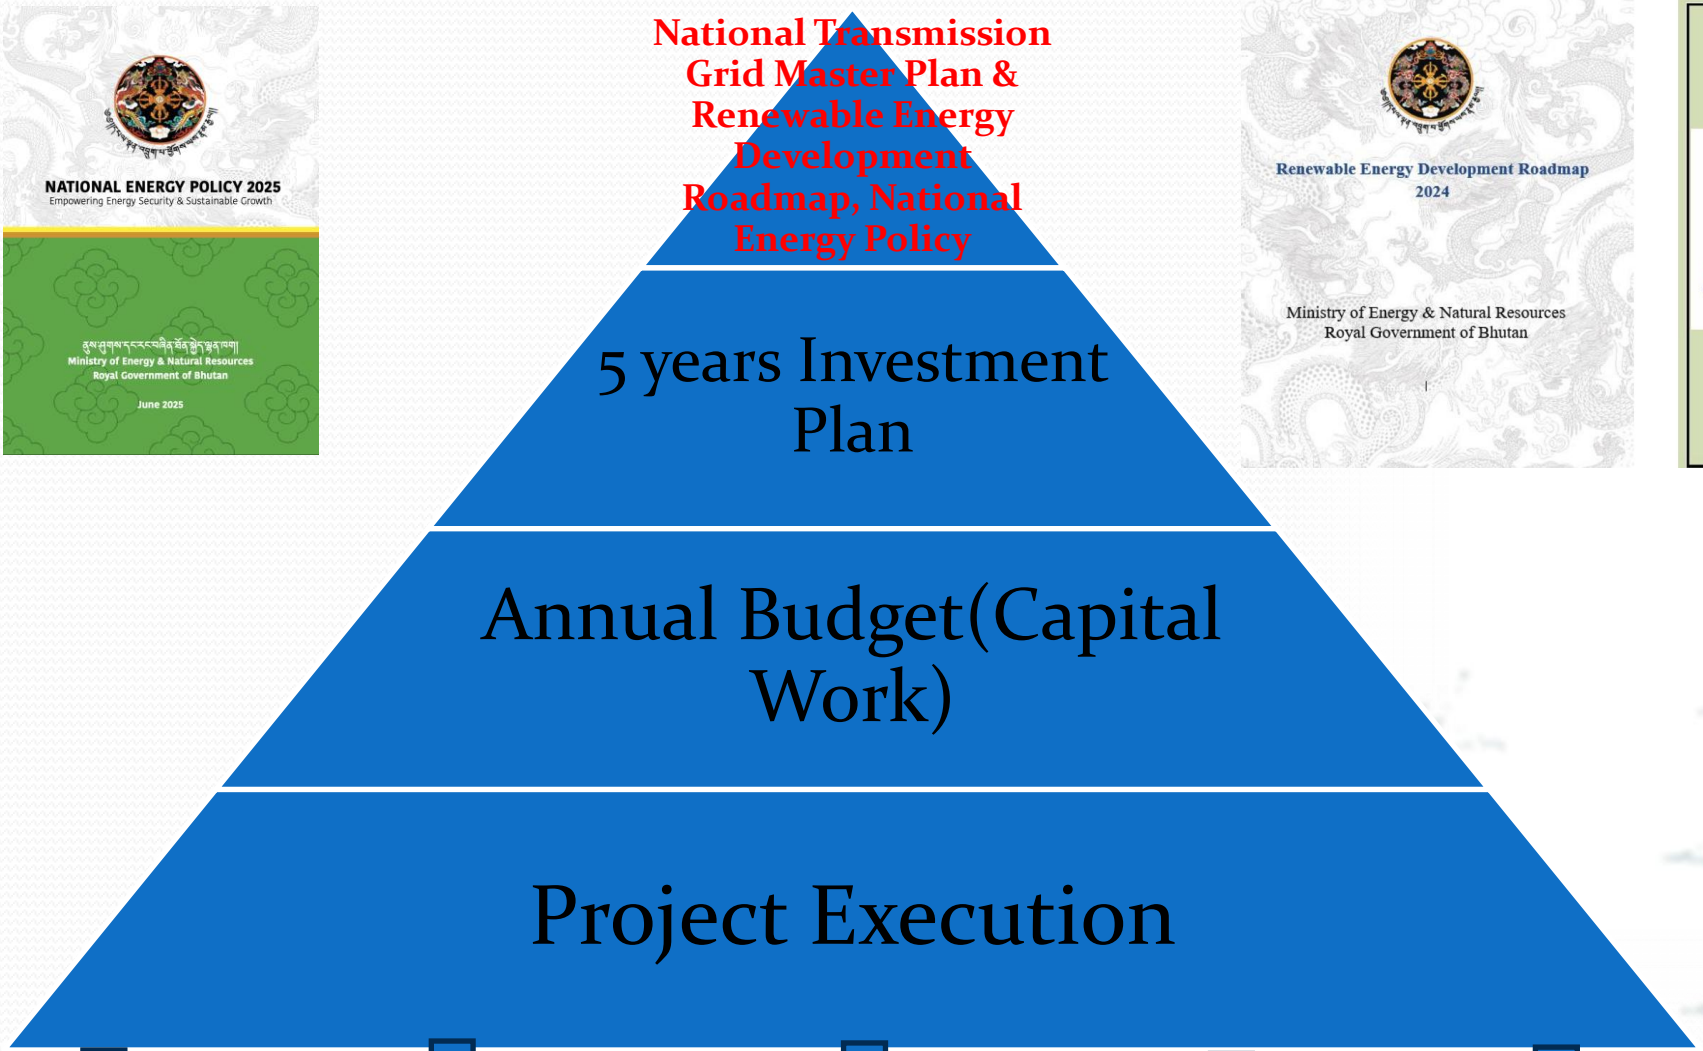 NATIONAL ENERGY POLICY 2025
Empowering Energy Security & Sustainable Growth
Ministry of Energy & Natural Resources
Royal Government of Bhutan
June 2025
National Transmission
Grid Master Plan &
Renewable Energy
Development
Roadmap, National
Energy Policy
5 years Investment
Plan
Annual Budget(Capital
Work)
Project Execution
Renewable Energy Development Roadmap
2024
Ministry of Energy & Natural Resources
Royal Government of Bhutan